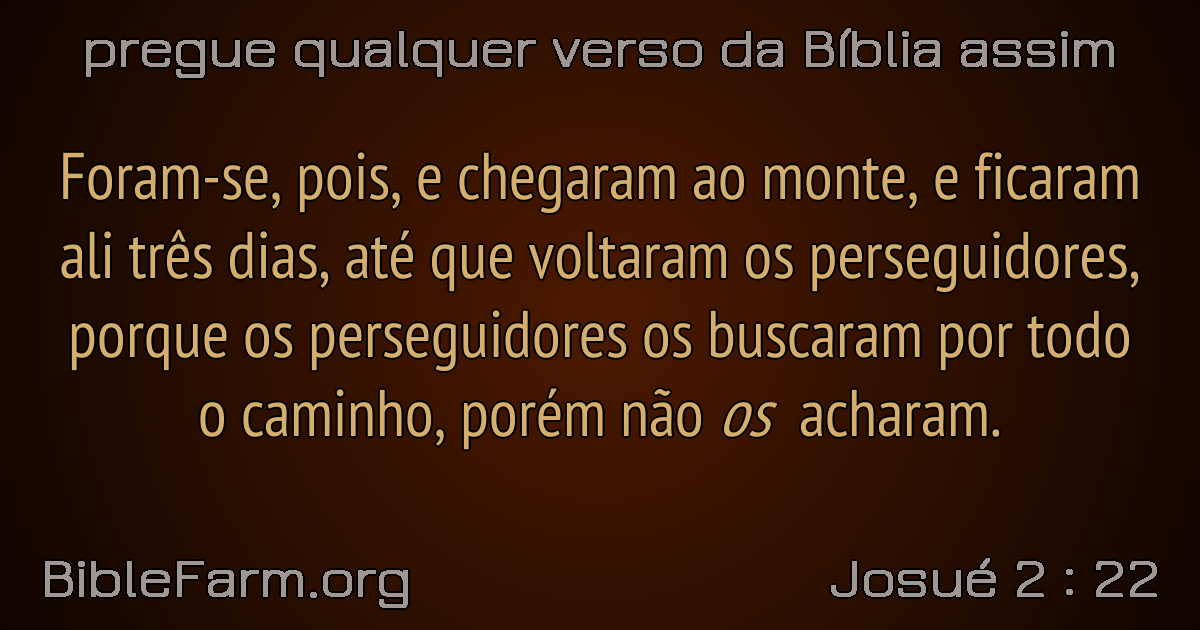 pregue qualquer verso da Bíblia assim
Foram-se, pois, e chegaram ao monte, e ficaram
ali três dias, até que voltaram os perseguidores,
porque os perseguidores os buscaram por todo
o caminho, porém não os acharam.
BibleFarm.org
Josué 2 : 22